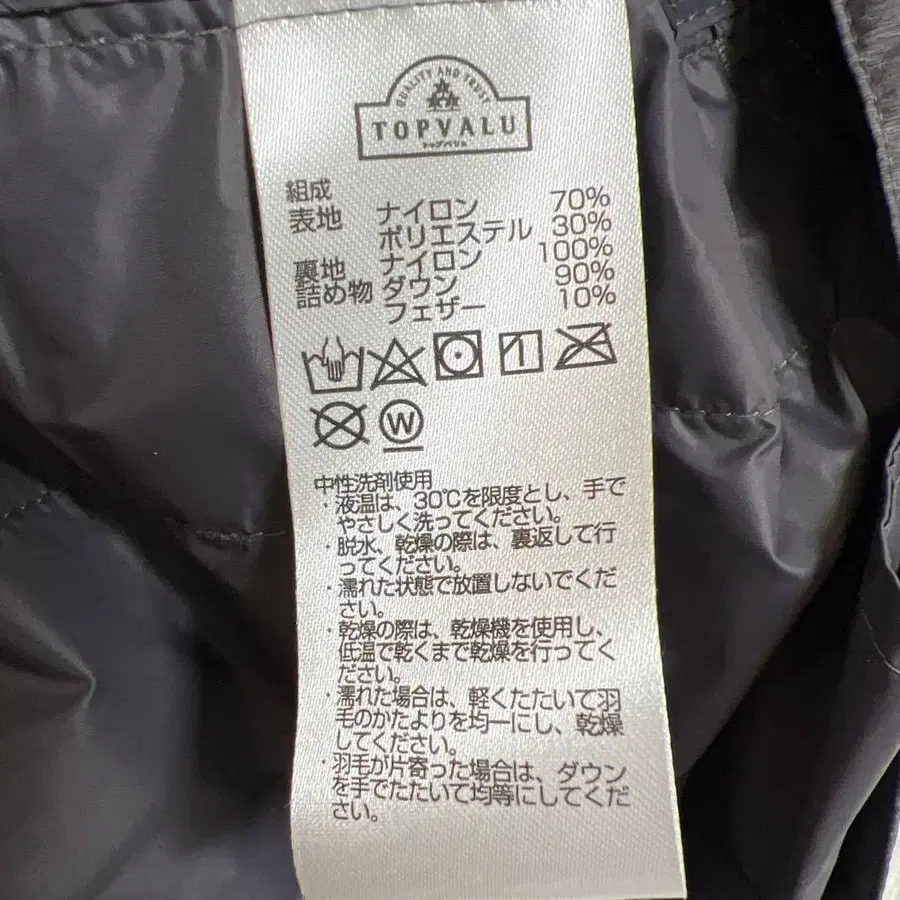 QUALITY AND TRUST
TOPVALU
トップバリュ
組成
表地 ナイロン 70%
ポリエステル 30%
裏地 ナイロン 100%
詰め物 ダウン 90%
フェザー 10%
W
中性洗剤使用
・液温は、30℃を限度とし、手で
やさしく洗ってください。
・脱水、乾燥の際は、裏返して行
ってください。
・濡れた状態で放置しないでくだ
さい。
・乾燥の際は、乾燥機を使用し、
低温で乾くまで乾燥を行ってく
ださい。
・濡れた場合は、軽くたたいて羽
毛のかたよりを均一にし、乾燥
してください。
・羽毛が片寄った場合は、ダウン
を手でたたいて均等にしてくだ
さい。